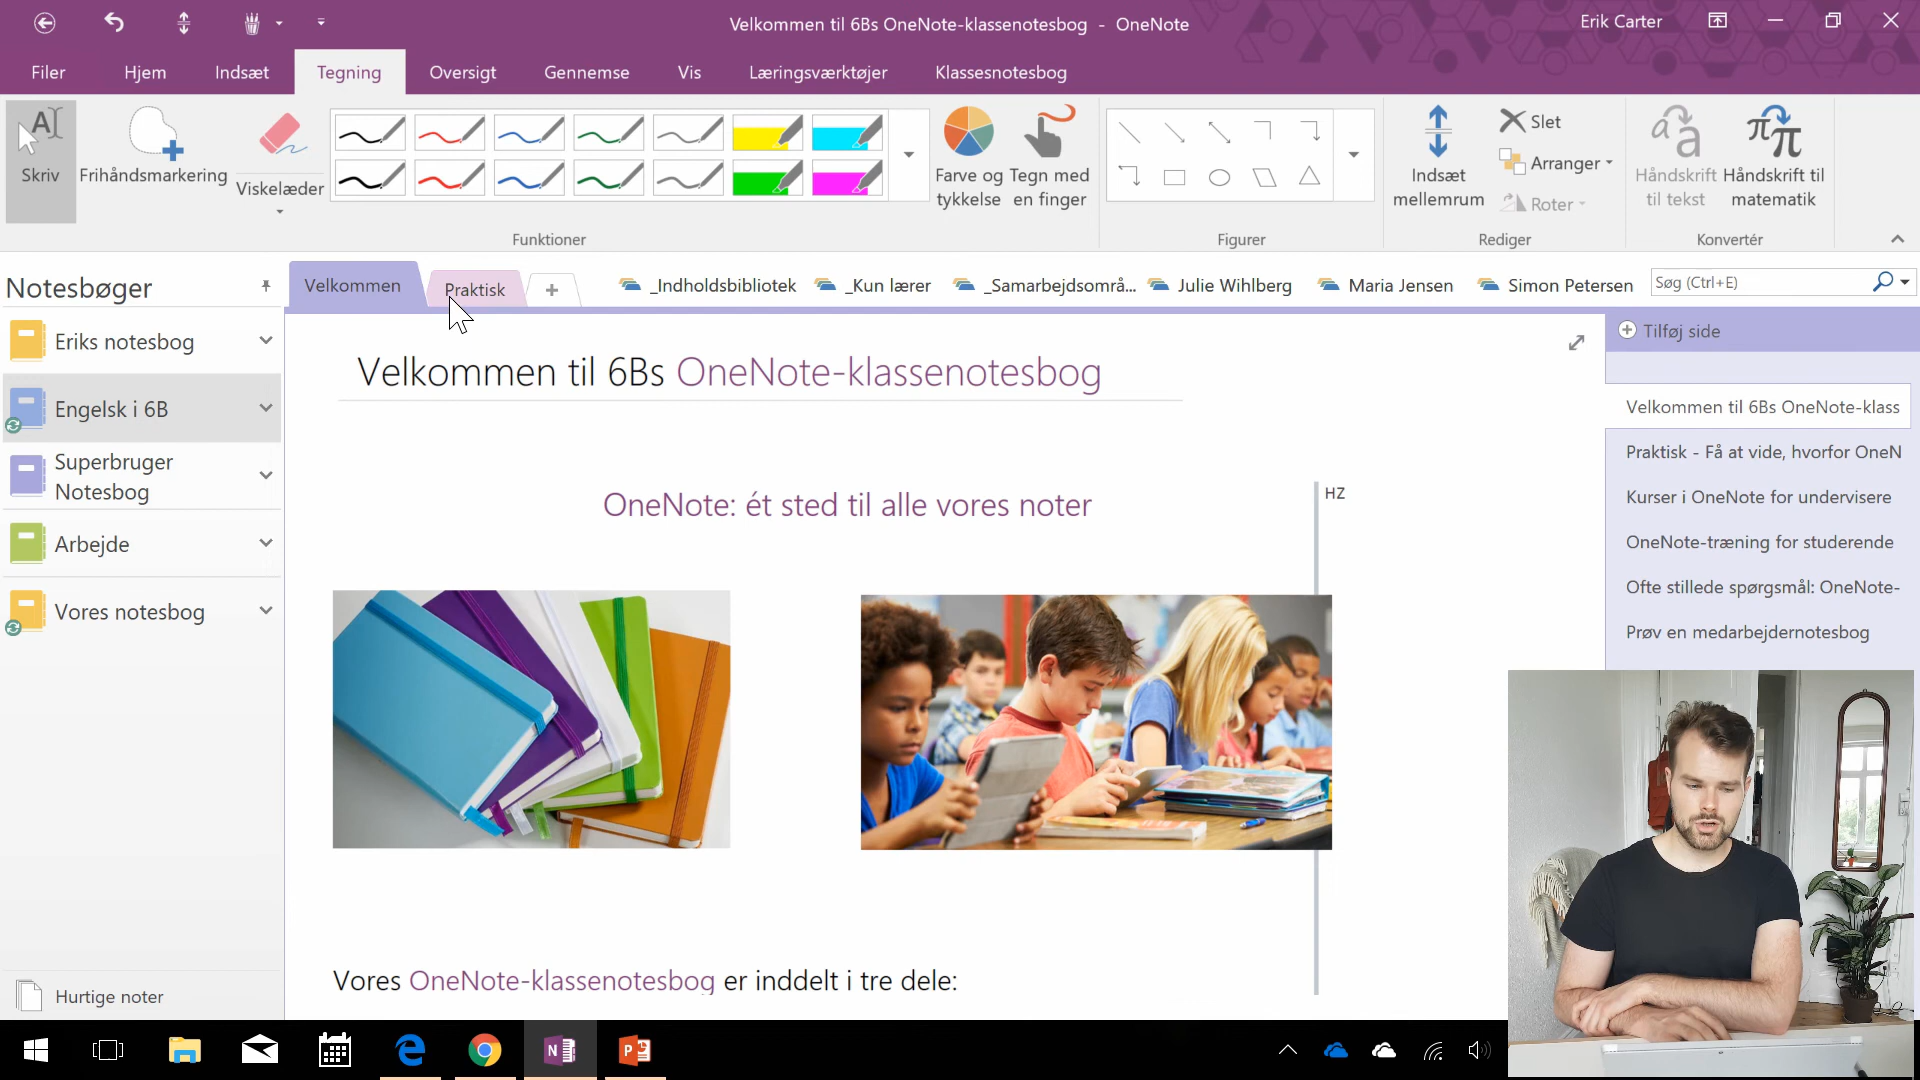 Velkommen til 6Bs OneNote-klassenotesbog - OneNote
Erik Carter
Filer
Hjem
Indsæt
Tegning
Oversigt
Gennemse
Vis
Læringsværktøjer
Klassesnotesbog
Skriv
Frihåndsmarkering
Viskelæder
Farve og
tykkelse
Tegn med
en finger
Indsæt
mellemrum
Slet
Arranger
Roter
Håndskrift
til tekst
Håndskrift til
matematik
Funktioner
Figurer
Rediger
Konvertér
Notesbøger
Velkommen
Praktisk
_Indholdsbibliotek
_Kun lærer
_Samarbejdsområ...
Julie Wihlberg
Maria Jensen
Simon Petersen
Søg (Ctrl+E)
Eriks notesbog
Engelsk i 6B
Superbruger
Notesbog
Arbejde
Vores notesbog
Hurtige noter
Velkommen til 6Bs OneNote-klassenotesbog
OneNote: ét sted til alle vores noter
HZ
Vores OneNote-klassenotesbog er inddelt i tre dele:
Tilføj side
Velkommen til 6Bs OneNote-klass
Praktisk - Få at vide, hvorfor OneN
Kurser i OneNote for undervisere
OneNote-træning for studerende
Ofte stillede spørgsmål: OneNote-
Prøv en medarbejdernotesbog